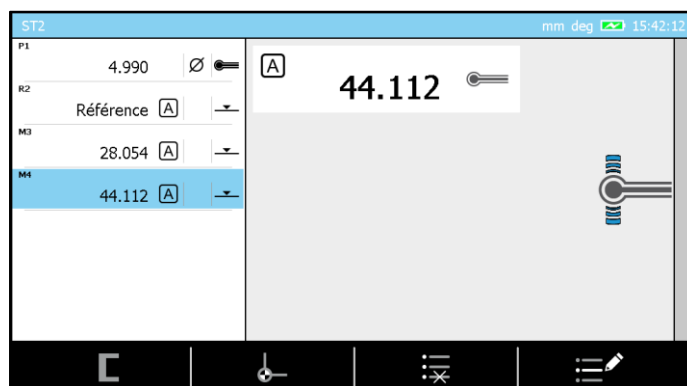 ST2 mm deg 15:42:12
P1
4.990 Ø
R2
Référence A
M3
28.054 A
M4
44.112 A
A
44.112